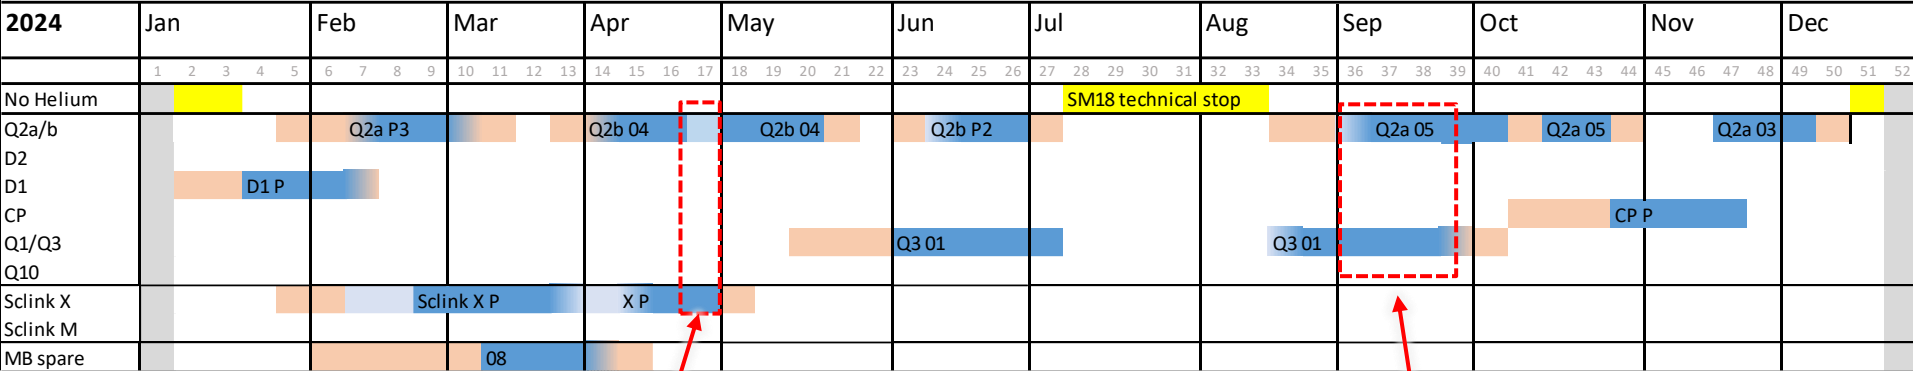 2024 Jan Feb Mar Apr May Jun Jul Aug Sep Oct Nov Dec
1 2 3 4 5 6 7 8 9 10 11 12 13 14 15 16 17 18 19 20 21 22 23 24 25 26 27 28 29 30 31 32 33 34 35 36 37 38 39 40 41 42 43 44 45 46 47 48 49 50 51 52
No Helium SM18 technical stop
Q2a/b Q2a P3 Q2b 04 Q2b 04 Q2b P2 Q2a 05 Q2a 05 Q2a 03
D2
D1 D1 P
CP CP P
Q1/Q3 Q3 01 Q3 01
Q10
Sclink X Sclink X P X P
Sclink M
MB spare 08